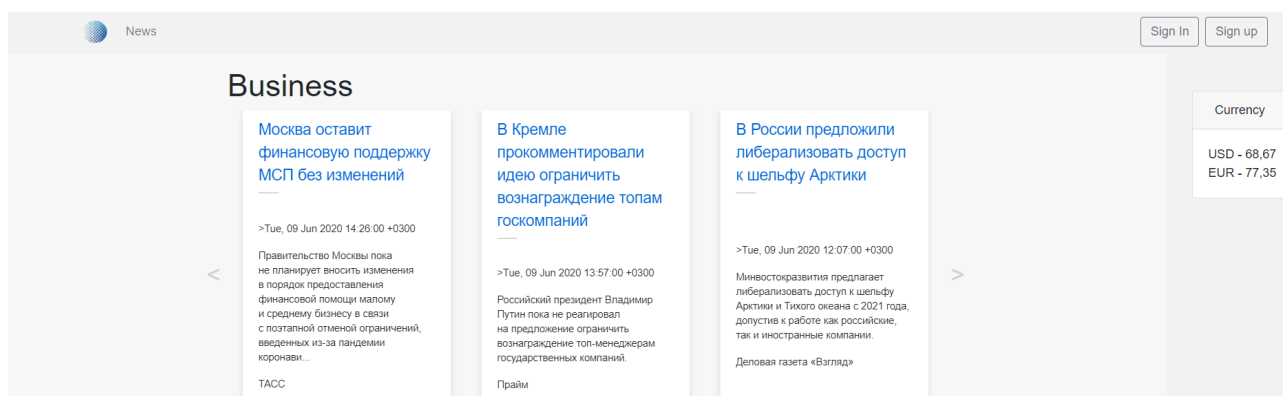 News
Sign In
Sign up
Business
Москва оставит
финансовую поддержку
МСП без изменений
>Tue, 09 Jun 2020 14:26:00 +0300
Правительство Москвы пока
не планирует вносить изменения
в порядок предоставления
финансовой помощи малому
и среднему бизнесу в связи
с поэтапной отменой ограничений,
введенных из-за пандемии
коронави...
ТАСС
В Кремле
прокомментировали
идею ограничить
вознаграждение топам
госкомпаний
>Tue, 09 Jun 2020 13:57:00 +0300
Российский президент Владимир
Путин пока не реагировал
на предложение ограничить
вознаграждение топ-менеджерам
государственных компаний.
Прайм
В России предложили
либерализовать доступ
к шельфу Арктики
>Tue, 09 Jun 2020 12:07:00 +0300
Минвостокразвития предлагает
либерализовать доступ к шельфу
Арктики и Тихого океана с 2021 года,
допустив к работе как российские,
так и иностранные компании.
Деловая газета «Взгляд»
<
>
Currency
USD - 68,67
EUR - 77,35